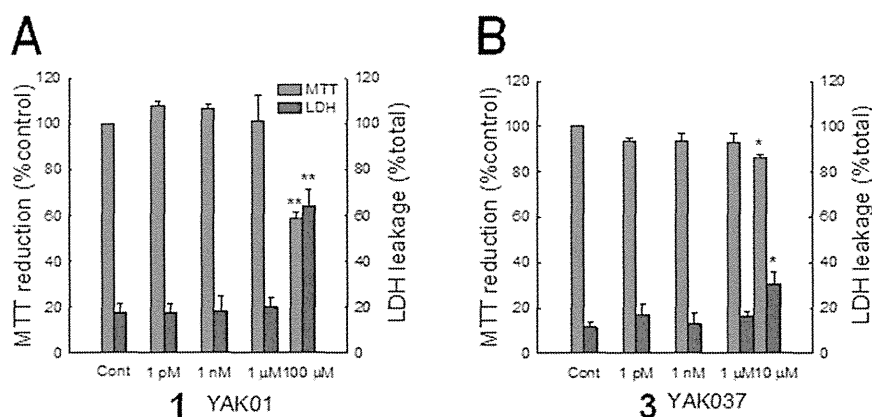 A
MTT reduction (%control)
120
100
80
60
40
20
0
MTT
LDH
**
**
120
100
80
60
40
20
0
LDH leakage (%total)
Cont 1 pM 1 nM 1 μM 100 μM
1 YAK01
B
MTT reduction (%control)
120
100
80
60
40
20
0
*
*
120
100
80
60
40
20
0
LDH leakage (%total)
Cont 1 pM 1 nM 1 μM 10 μM
3 YAK037